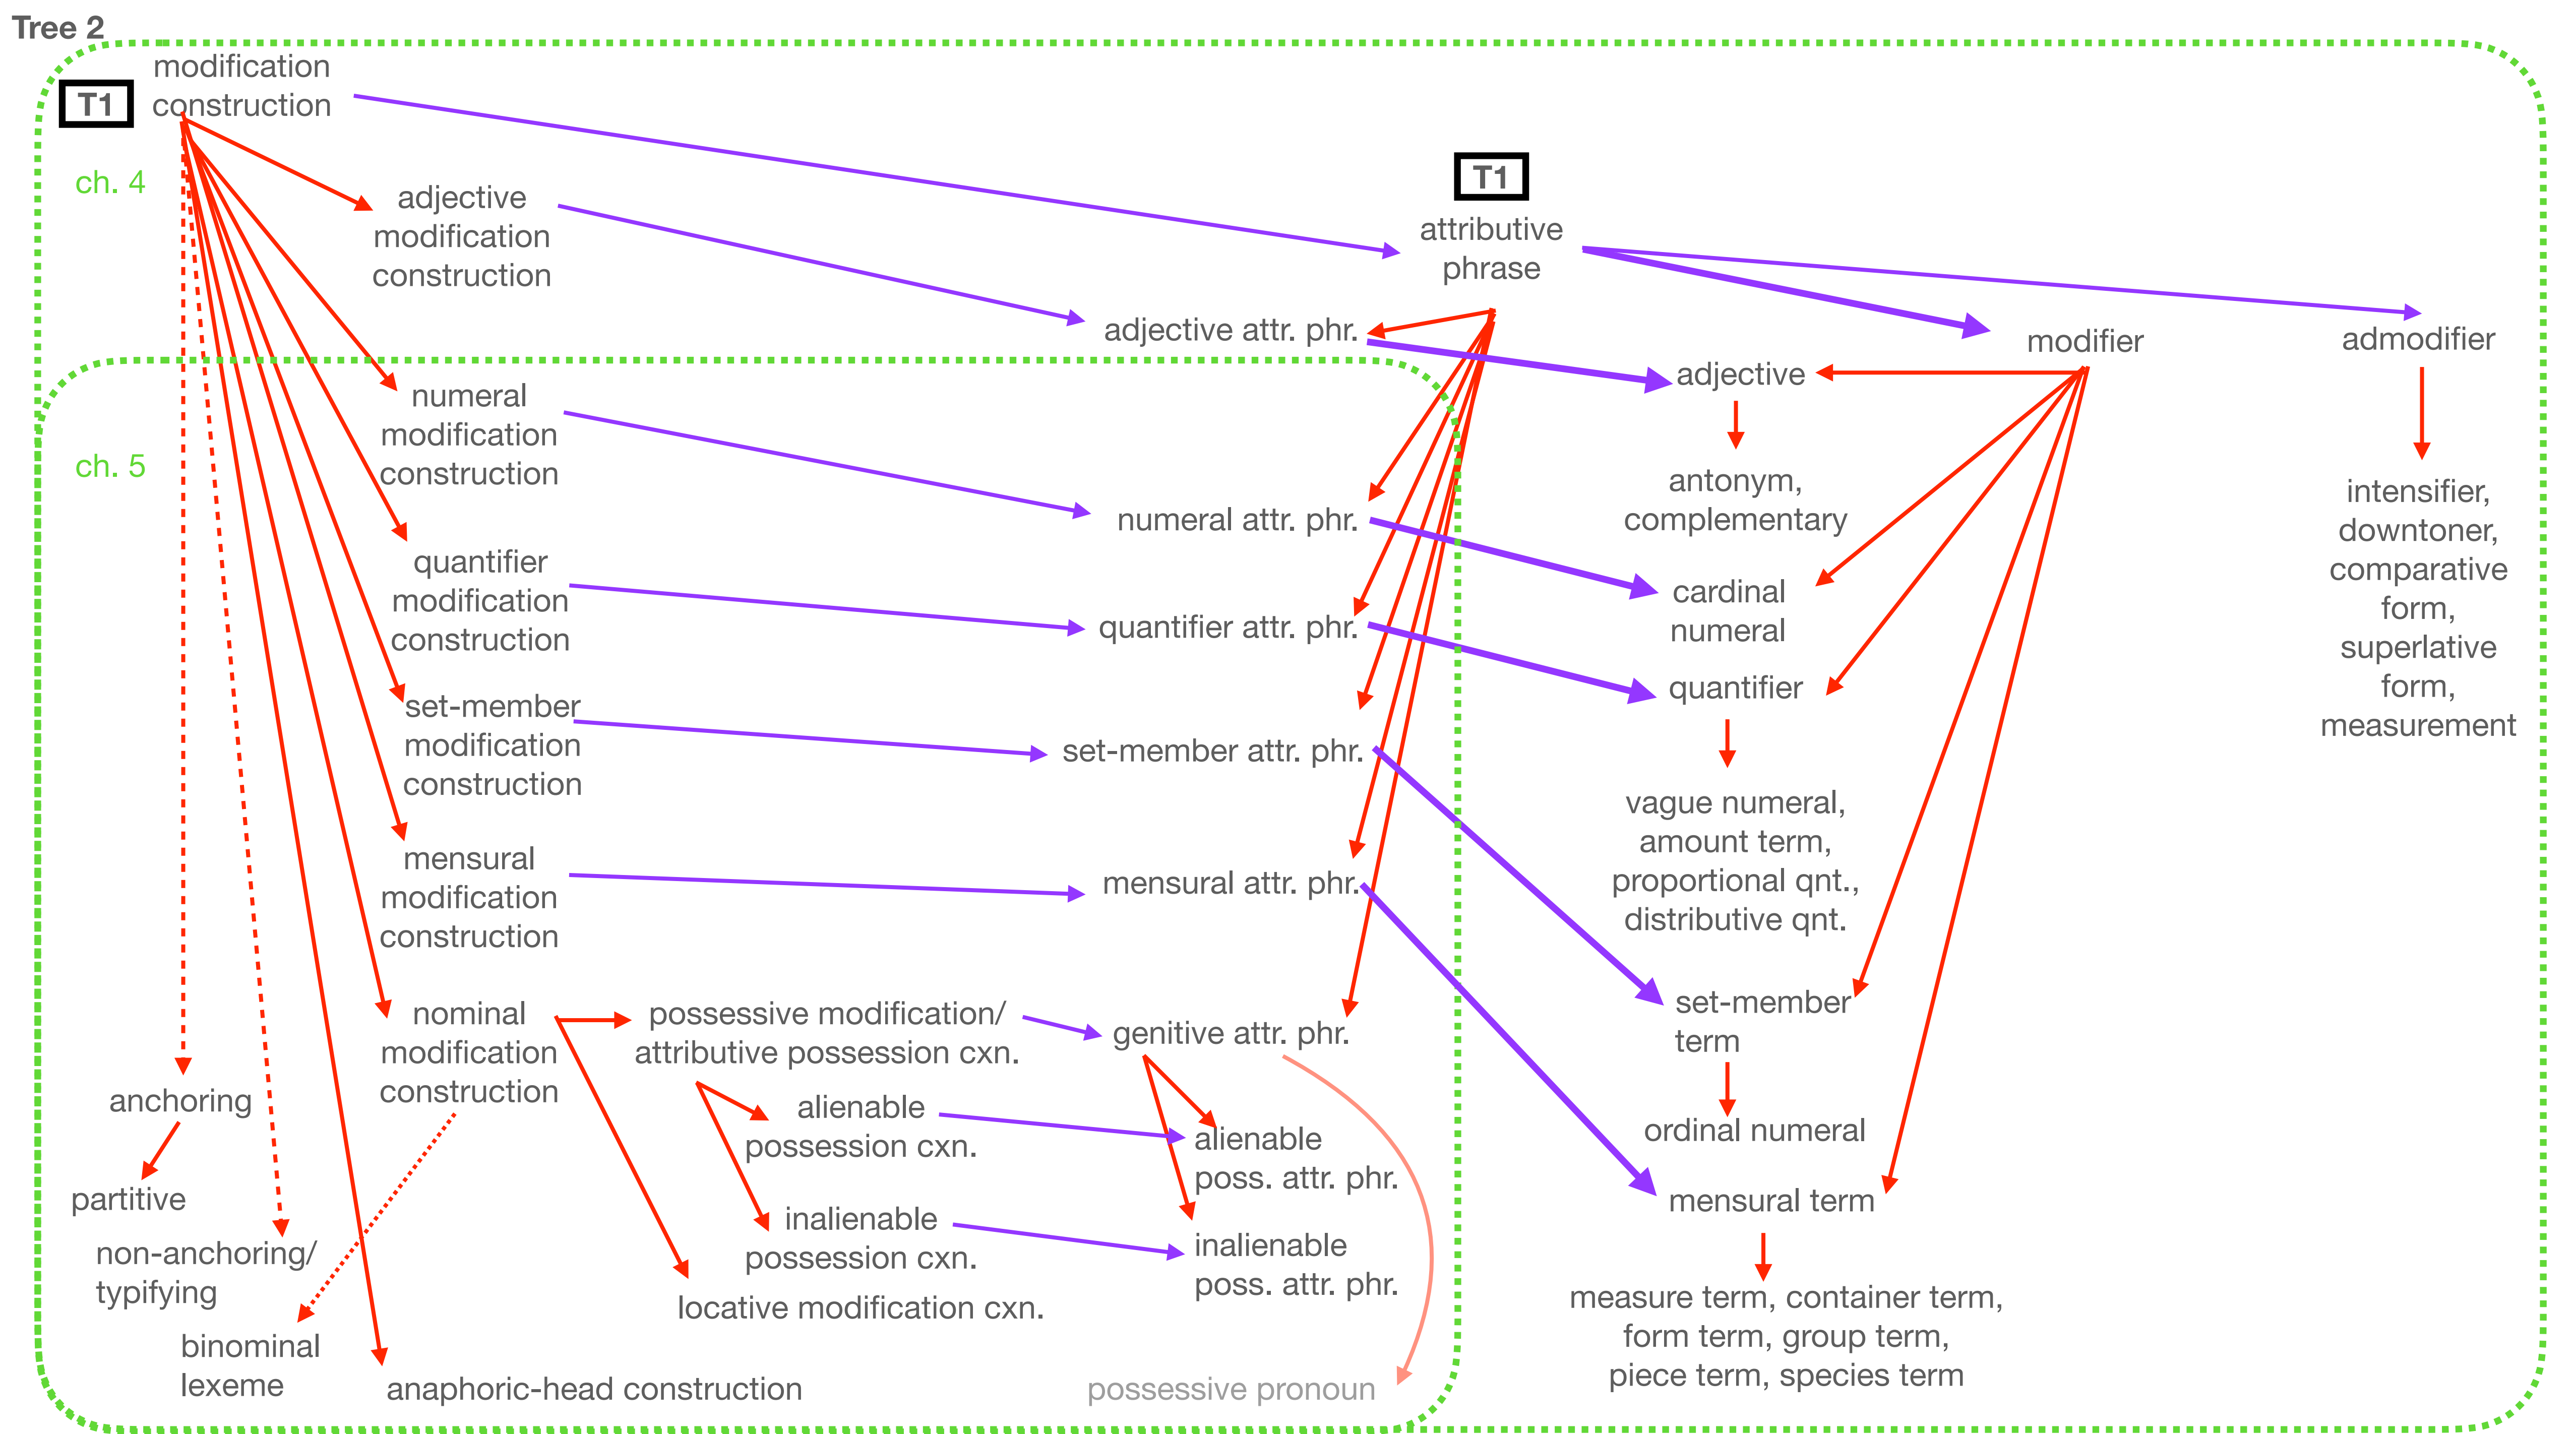 Tree 2
modification
construction
T1
ch. 4
adjective
modification
construction
T1
attributive
phrase
adjective attr. phr.
modifier
admodifier
adjective
antonym,
complementary
ch. 5
numeral
modification
construction
numeral attr. phr.
cardinal
numeral
intensifier,
downtoner,
comparative
form,
superlative
form,
measurement
quantifier
modification
construction
quantifier attr. phr.
quantifier
vague numeral,
amount term,
proportional qnt.,
distributive qnt.
set-member
modification
construction
set-member attr. phr.
set-member
term
ordinal numeral
mensural
modification
construction
mensural attr. phr.
mensural term
measure term, container term,
form term, group term,
piece term, species term
nominal
modification
construction
possessive modification/
attributive possession cxn.
genitive attr. phr.
alienable
possession cxn.
alienable
poss. attr. phr.
inalienable
possession cxn.
inalienable
poss. attr. phr.
locative modification cxn.
anchoring
partitive
non-anchoring/
typifying
binominal
lexeme
anaphoric-head construction
possessive pronoun